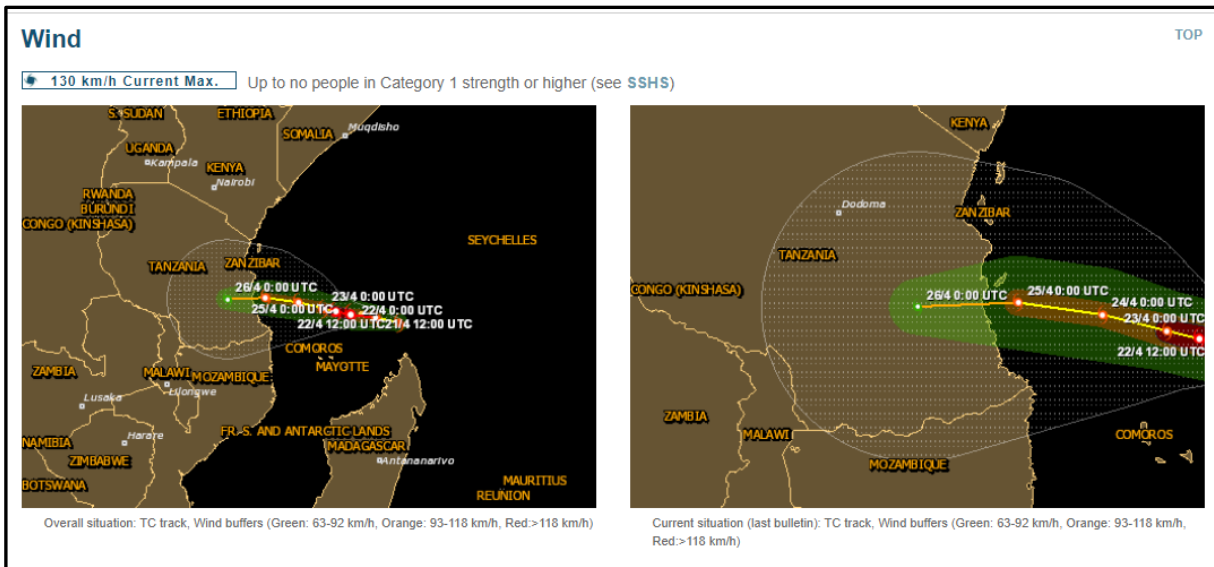 Wind
TOP
130 km/h Current Max.
Up to no people in Category 1 strength or higher (see SSHS)
S. SUDAN
ETHIOPIA
SOMALIA
Muqdisho
UGANDA
Kampala
KENYA
Nairobi
RWANDA
BURUNDI
CONGO (KINSHASA)
SEYCHELLES
TANZANIA
ZANZIBAR
26/4 0:00 UTC
23/4 0:00 UTC
25/4 0:00 UTC
22/4 0:00 UTC
22/4 12:00 UTC
21/4 12:00 UTC
COMOROS
MAYOTTE
ZAMBIA
MALAWI
MOZAMBIQUE
Lilongwe
Lusaka
FR. S. AND ANTARCTIC LANDS
NAMIBIA
Harare
MADAGASCAR
ZIMBABWE
Antananarivo
BOTSWANA
MAURITIUS
REUNION
Overall situation: TC track, Wind buffers (Green: 63-92 km/h, Orange: 93-118 km/h, Red:>118 km/h)
KENYA
Dodoma
ZANZIBAR
TANZANIA
CONGO (KINSHASA)
26/4 0:00 UTC
25/4 0:00 UTC
24/4 0:00 UTC
23/4 0:00 UTC
22/4 12:00 UTC
ZAMBIA
MALAWI
COMOROS
MOZAMBIQUE
Current situation (last bulletin): TC track, Wind buffers (Green: 63-92 km/h, Orange: 93-118 km/h,
Red:>118 km/h)